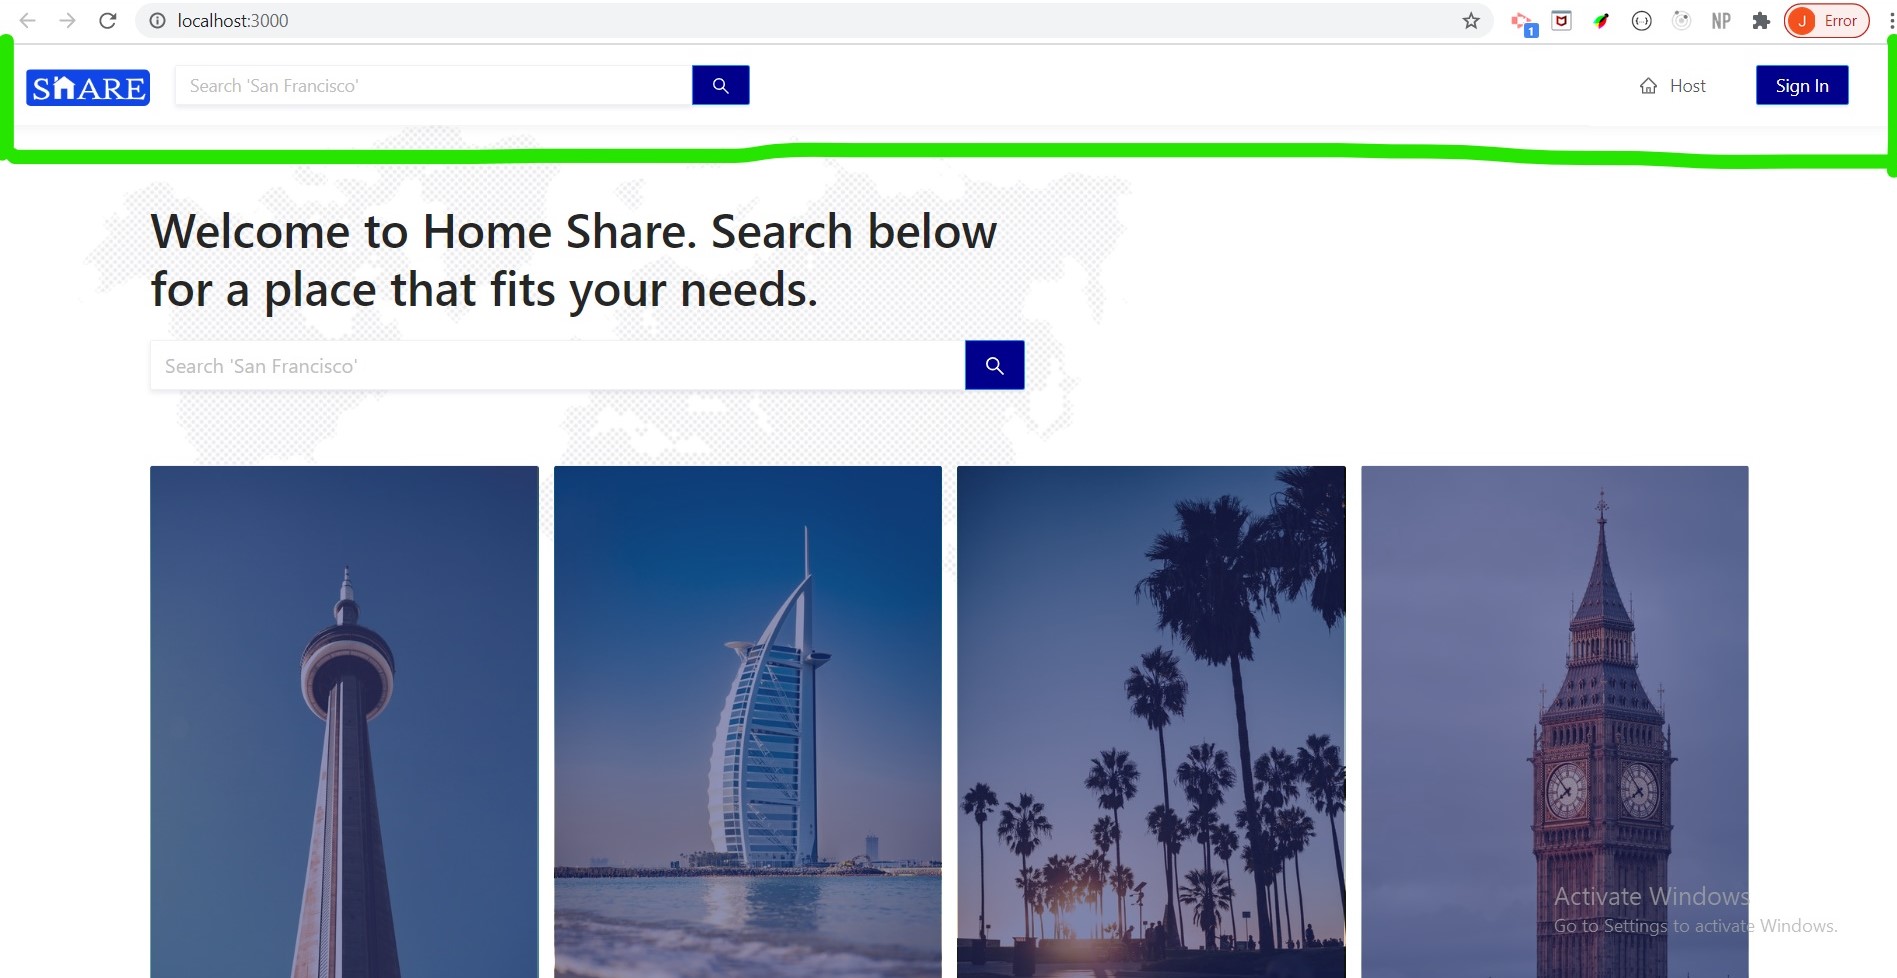 localhost:3000
1
NP
J Error
SHARE
Search 'San Francisco'
Host
Sign In
Welcome to Home Share. Search below
for a place that fits your needs.
Search 'San Francisco'
Activate Windows
Go to Settings to activate Windows.